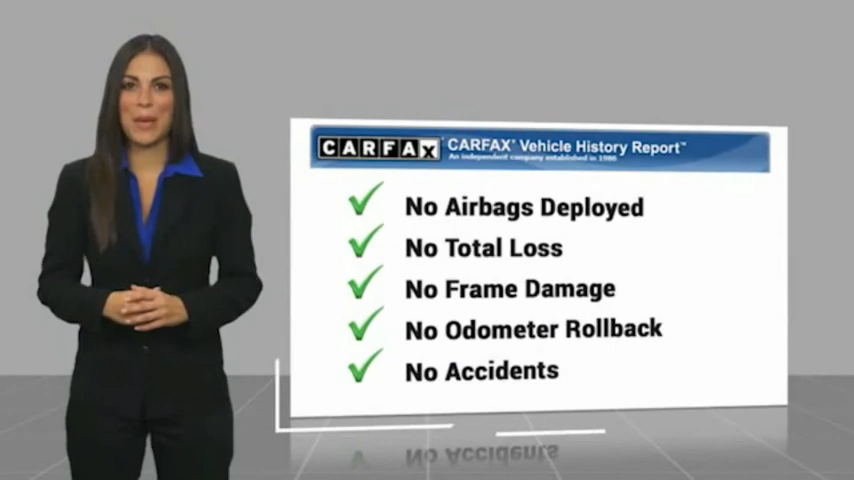 CARFAX CARFAX® Vehicle History Report™
An independent company established in 1986
No Airbags Deployed
No Total Loss
No Frame Damage
No Odometer Rollback
No Accidents
No Accidents